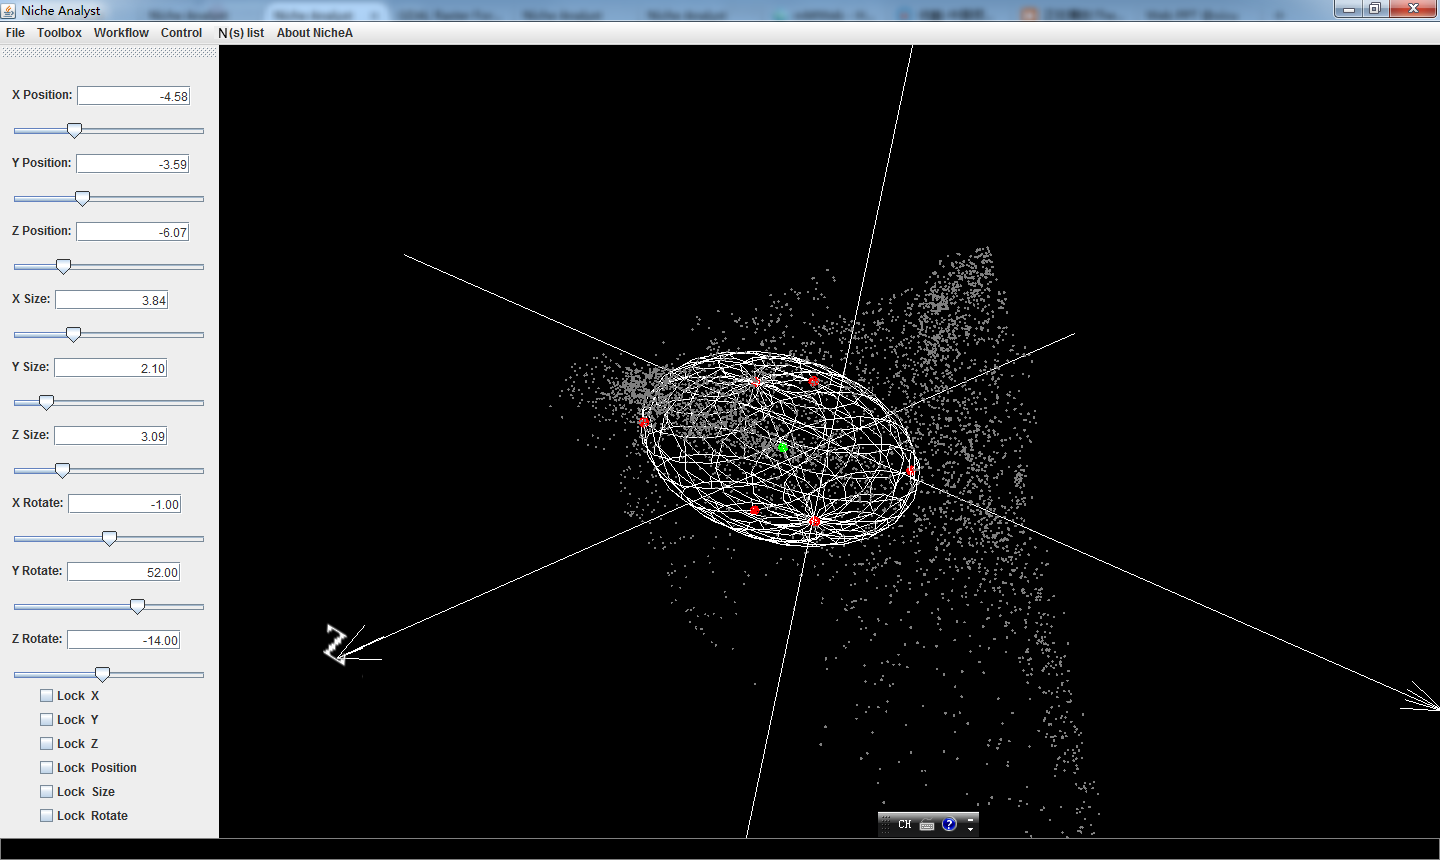 Niche Analyst
File Toolbox Workflow Control N(s) list About NicheA
X Position: -4.58
Y Position: -3.59
Z Position: -6.07
X Size: 3.84
Y Size: 2.10
Z Size: 3.09
X Rotate: -1.00
Y Rotate: 52.00
Z Rotate: -14.00
Lock X
Lock Y
Lock Z
Lock Position
Lock Size
Lock Rotate
Z
CH
?